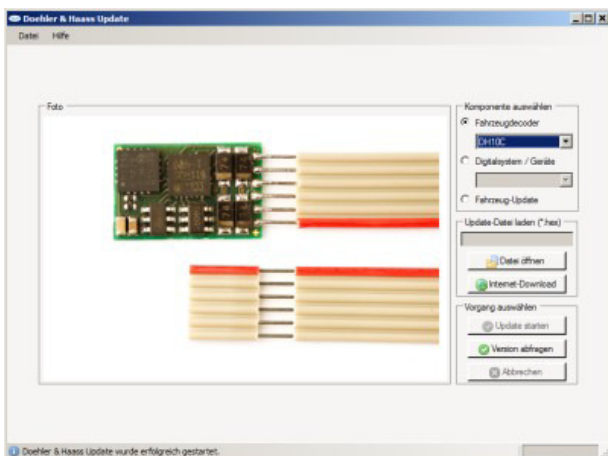 Doehler & Haass Update
Datei Hilfe
Foto
Komponente auswählen
Fahrzeugdecoder
DH10C
Digitalsystem / Geräte
Fahrzeug-Update
Update-Datei laden (*.hex)
Datei öffnen
Internet-Download
Vorgang auswählen
Update starten
Version abfragen
Abbrechen
Doehler & Haass Update wurde erfolgreich gestartet.